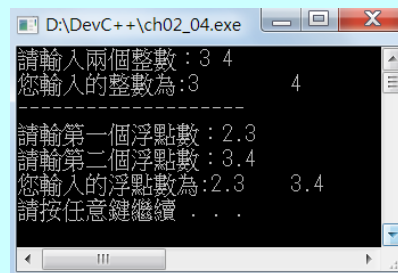 D:\DevC++\ch02_04.exe
請輸入兩個整數：3 4
您輸入的整數為:3 4
--------------------
請輸第一個浮點數：2.3
請輸第二個浮點數：3.4
您輸入的浮點數為:2.3 3.4
請按任意鍵繼續 . . .